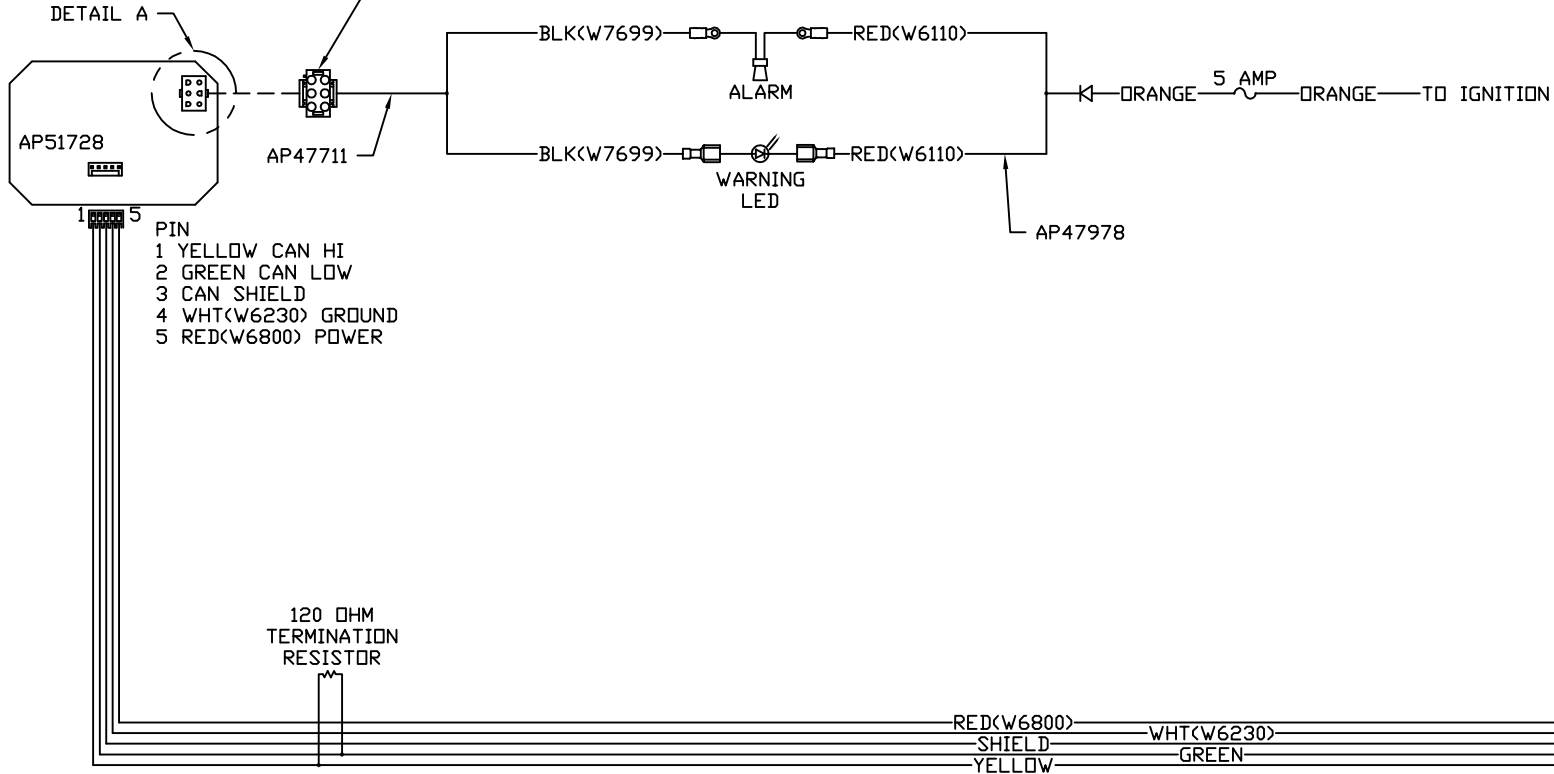 DETAIL A
BLK(W7699)
RED(W6110)
ALARM
ORANGE
5 AMP
ORANGE
TO IGNITION
AP51728
AP47711
BLK(W7699)
RED(W6110)
WARNING
LED
AP47978
1
5
PIN
1 YELLOW CAN HI
2 GREEN CAN LOW
3 CAN SHIELD
4 WHT(W6230) GROUND
5 RED(W6800) POWER
120 OHM
TERMINATION
RESISTOR
RED(W6800)
WHT(W6230)
SHIELD
GREEN
YELLOW